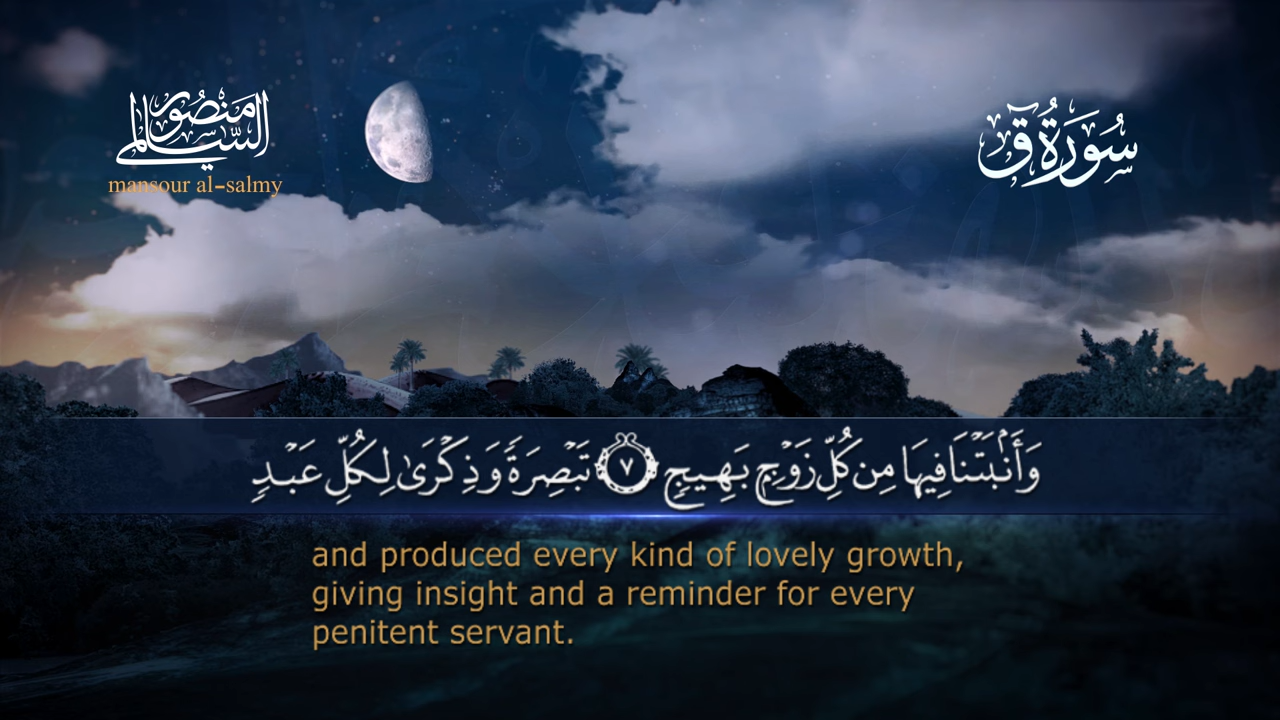 منصور السالمي
mansour al-salmy
سُورَةُ ق
وَأَنۢبَتۡنَا فِيهَا مِن كُلِّ زَوۡجِۭ بَهِيجٖ ٧ تَبۡصِرَةٗ وَذِكۡرَىٰ لِكُلِّ عَبۡدٖ
and produced every kind of lovely growth,
giving insight and a reminder for every
penitent servant.